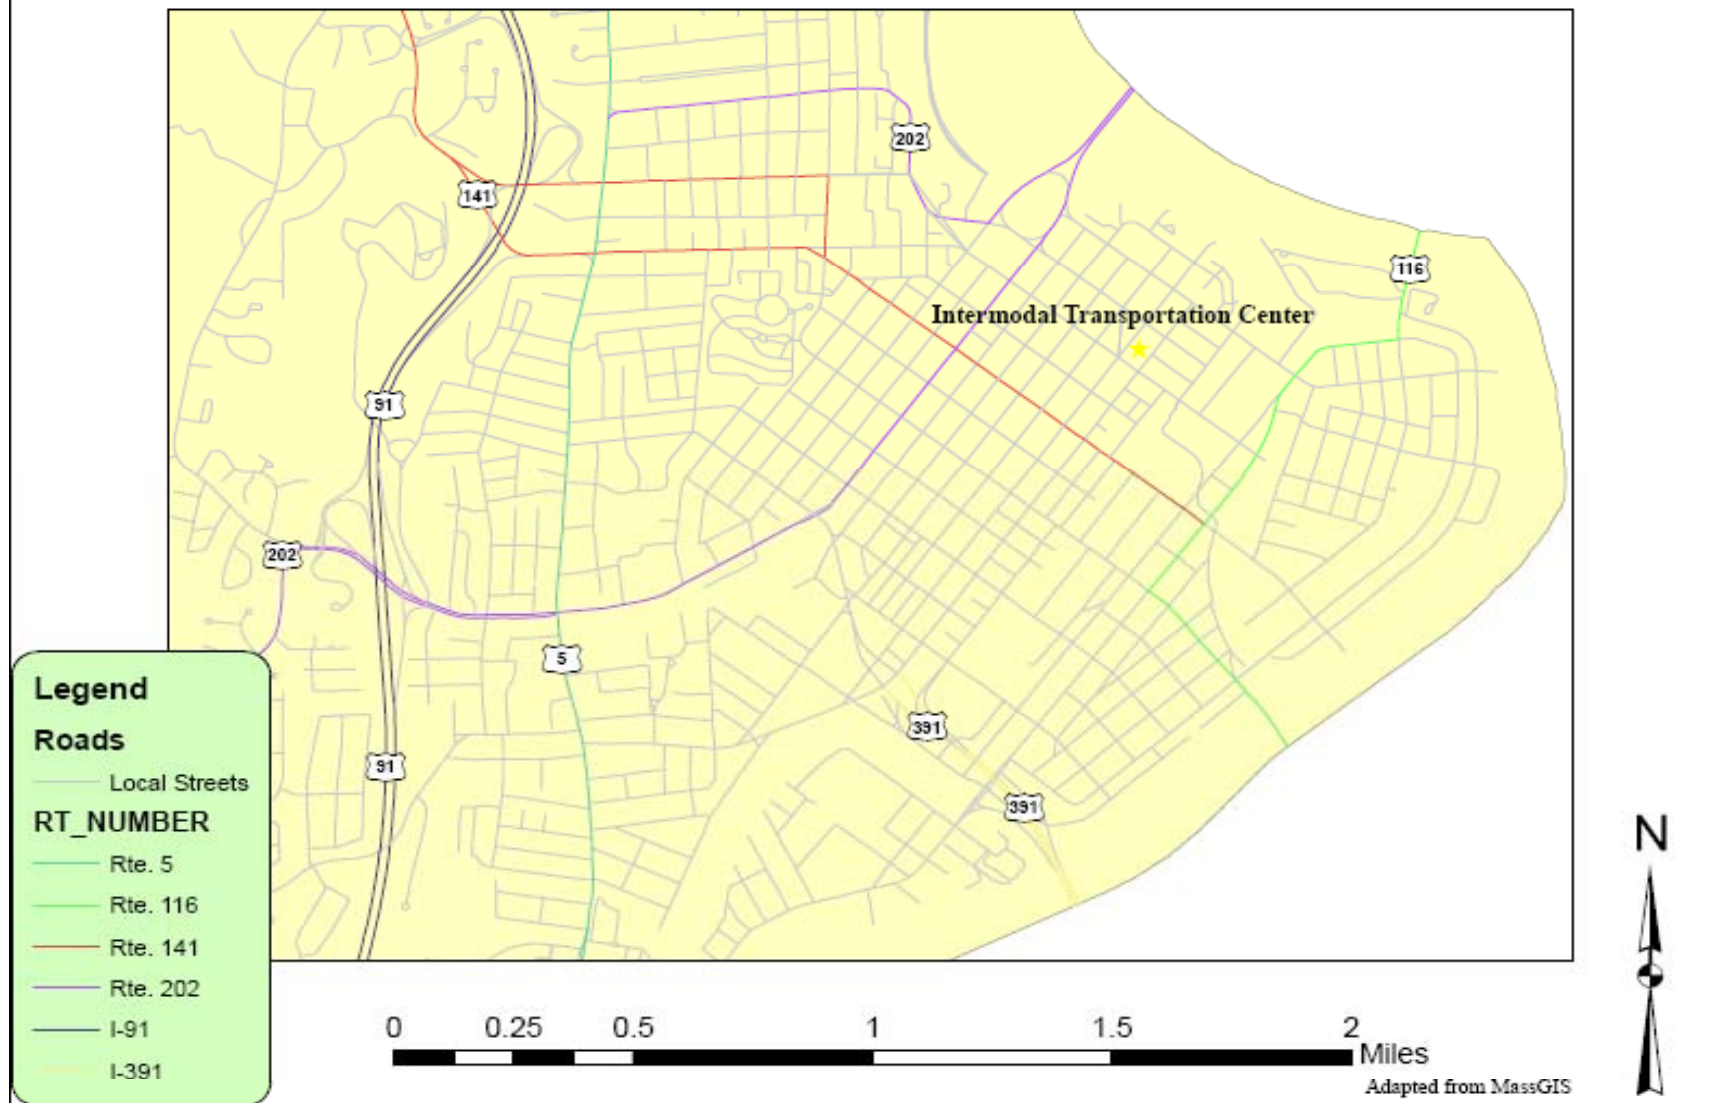 202
141
116
Intermodal Transportation Center
91
202
5
391
91
391
Legend
Roads
Local Streets
RT_NUMBER
Rte. 5
Rte. 116
Rte. 141
Rte. 202
I-91
I-391
N
0 0.25 0.5 1 1.5 2
Miles
Adapted from MassGIS